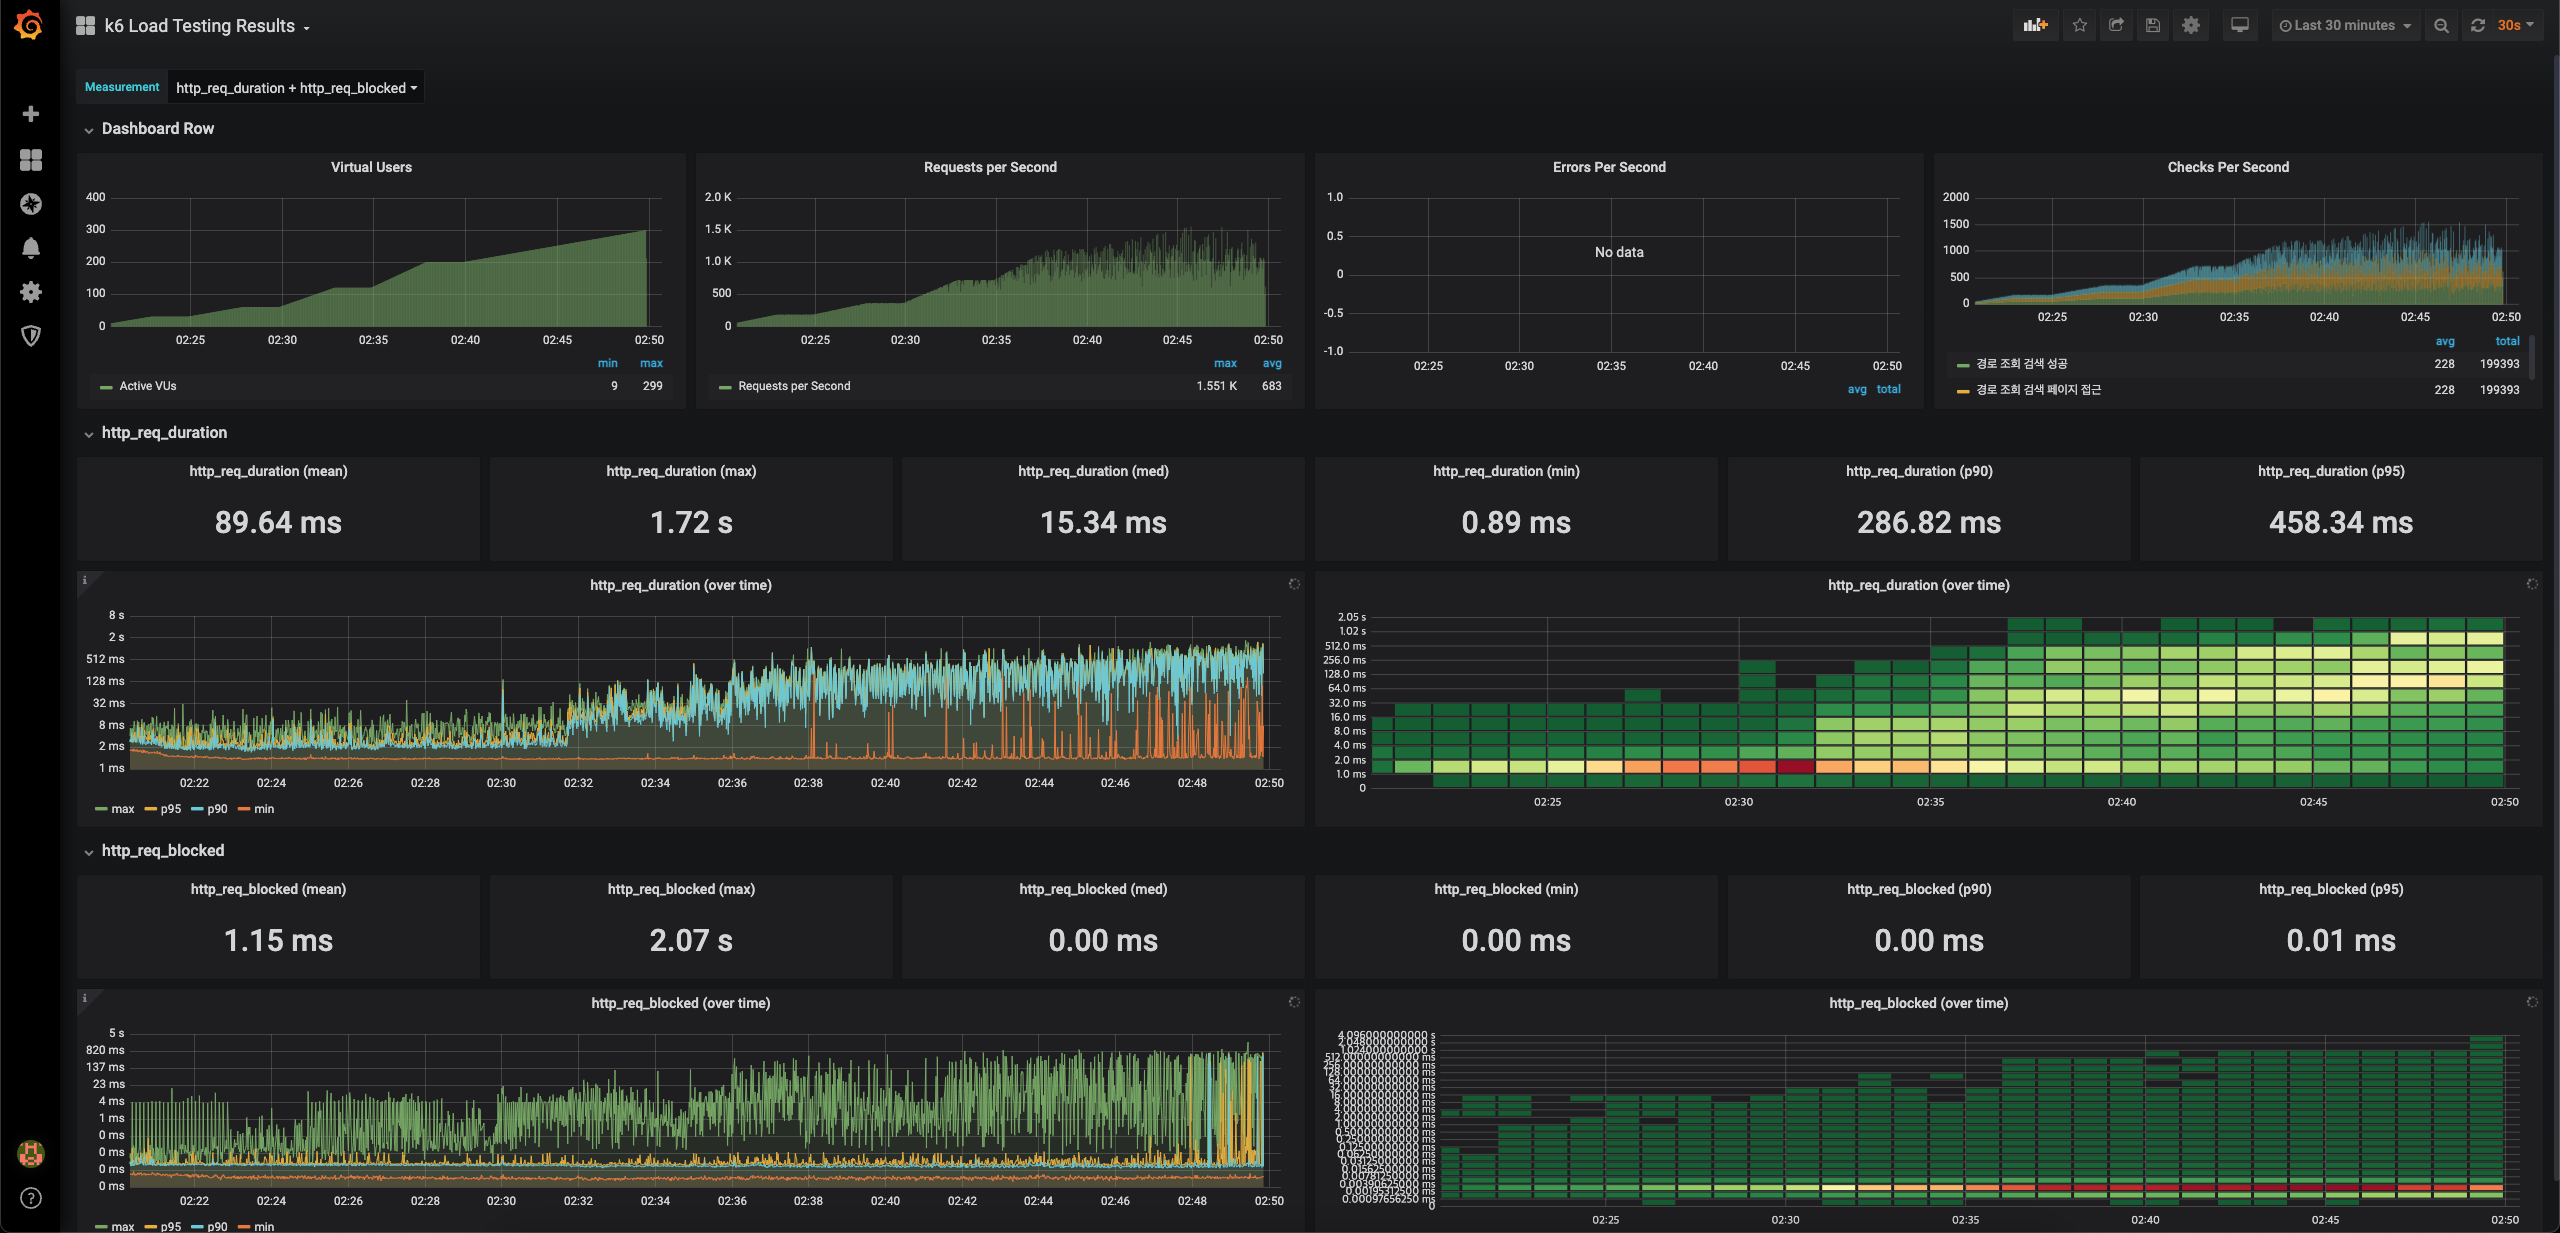 k6 Load Testing Results
Last 30 minutes
30s
Measurement
http_req_duration + http_req_blocked
Dashboard Row
Virtual Users
400
300
200
100
0
02:25 02:30 02:35 02:40 02:45 02:50
min max
Active VUs 9 299
Requests per Second
2.0 K
1.5 K
1.0 K
500
0
02:25 02:30 02:35 02:40 02:45 02:50
max avg
Requests per Second 1.551 K 683
Errors Per Second
1.0
0.5
0
-0.5
-1.0
No data
02:25 02:30 02:35 02:40 02:45 02:50
avg total
Checks Per Second
2000
1500
1000
500
0
02:25 02:30 02:35 02:40 02:45 02:50
avg total
경로 조회 검색 성공 228 199393
경로 조회 검색 페이지 접근 228 199393
http_req_duration
http_req_duration (mean)
89.64 ms
http_req_duration (max)
1.72 s
http_req_duration (med)
15.34 ms
http_req_duration (min)
0.89 ms
http_req_duration (p90)
286.82 ms
http_req_duration (p95)
458.34 ms
http_req_duration (over time)
8 s
2 s
512 ms
128 ms
32 ms
8 ms
2 ms
1 ms
02:22 02:24 02:26 02:28 02:30 02:32 02:34 02:36 02:38 02:40 02:42 02:44 02:46 02:48 02:50
max p95 p90 min
http_req_duration (over time)
2.05 s
1.02 s
512.0 ms
256.0 ms
128.0 ms
64.0 ms
32.0 ms
16.0 ms
8.0 ms
4.0 ms
2.0 ms
1.0 ms
0
02:25 02:30 02:35 02:40 02:45 02:50
http_req_blocked
http_req_blocked (mean)
1.15 ms
http_req_blocked (max)
2.07 s
http_req_blocked (med)
0.00 ms
http_req_blocked (min)
0.00 ms
http_req_blocked (p90)
0.00 ms
http_req_blocked (p95)
0.01 ms
http_req_blocked (over time)
5 s
820 ms
137 ms
23 ms
4 ms
1 ms
0 ms
0 ms
0 ms
0 ms
02:22 02:24 02:26 02:28 02:30 02:32 02:34 02:36 02:38 02:40 02:42 02:44 02:46 02:48 02:50
max p95 p90 min
http_req_blocked (over time)
0
02:25 02:30 02:35 02:40 02:45 02:50